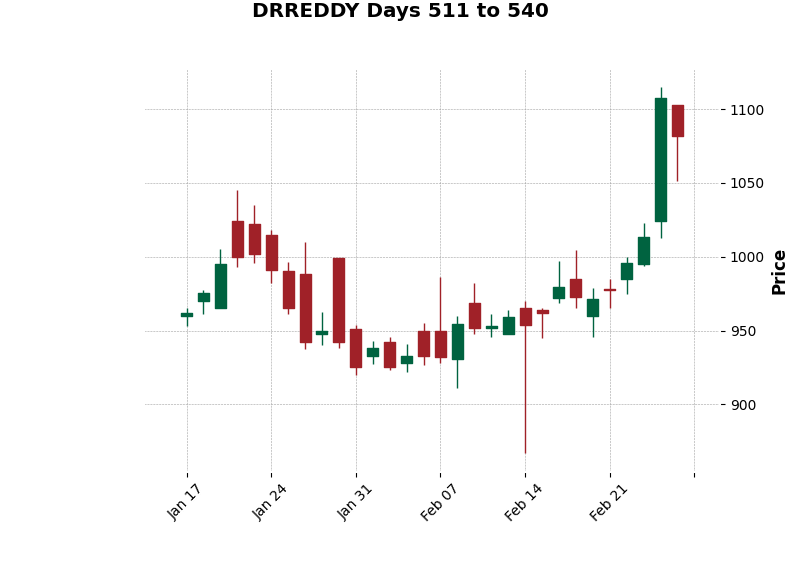 DRREDDY Days 511 to 540
1100
1050
1000
950
900
Price
Jan 17
Jan 24
Jan 31
Feb 07
Feb 14
Feb 21